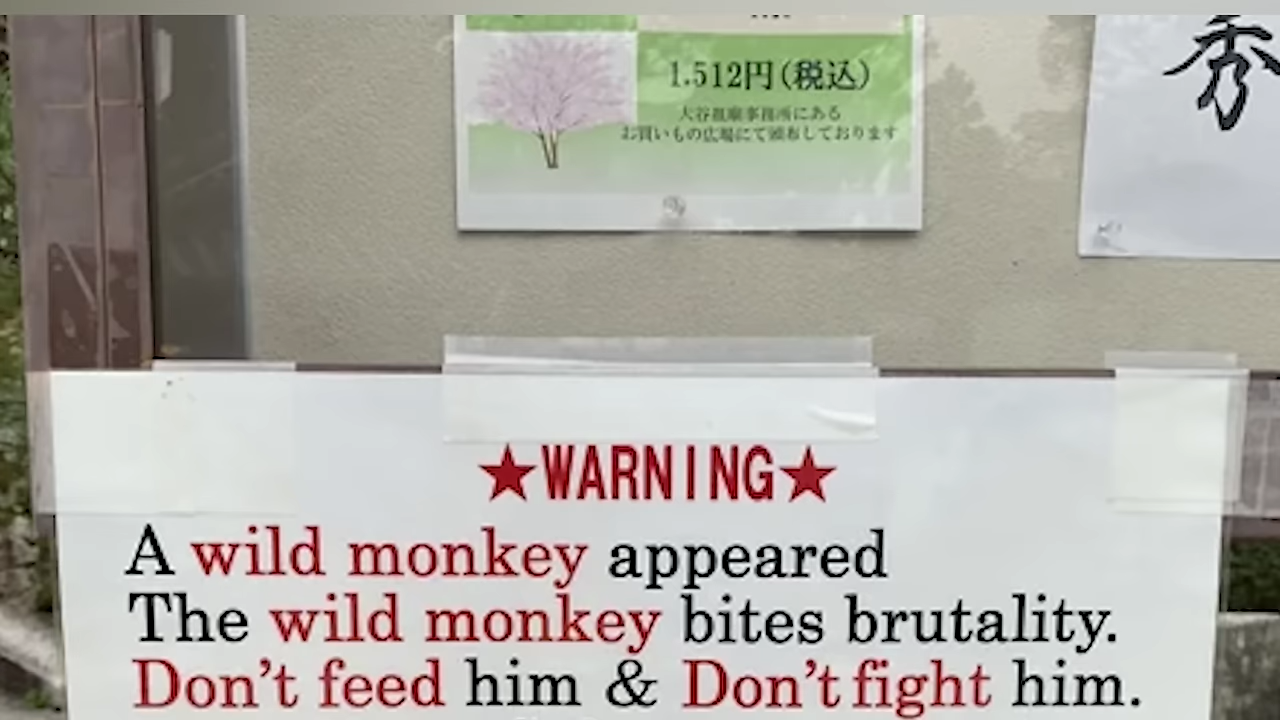 1.512円(税込)
大谷祖廟事務所にある
お買いもの広場にて頒布しております
秀
★WARNING★
A wild monkey appeared
The wild monkey bites brutality.
Don't feed him & Don't fight him.